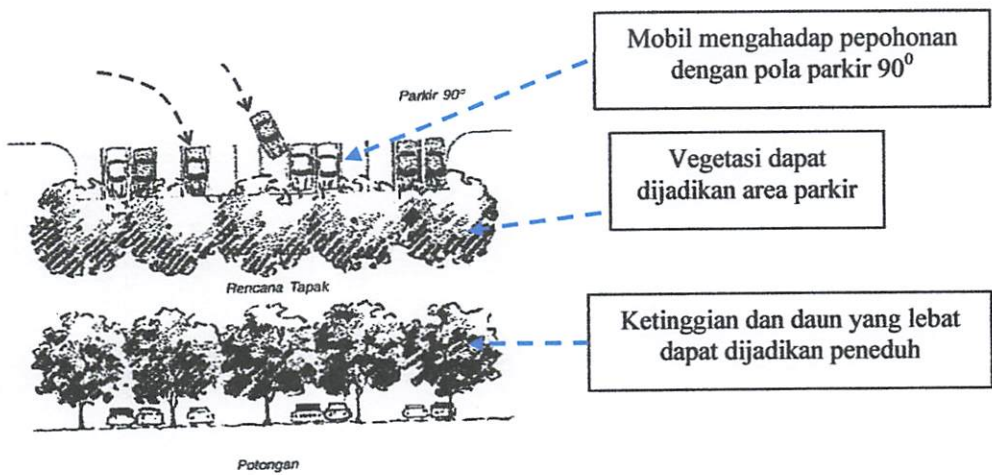 Mobil mengahadap pepohonan
dengan pola parkir 90⁰
Parkir 90º
Vegetasi dapat
dijadikan area parkir
Rencana Tapak
Ketinggian dan daun yang lebat
dapat dijadikan peneduh
Potongan